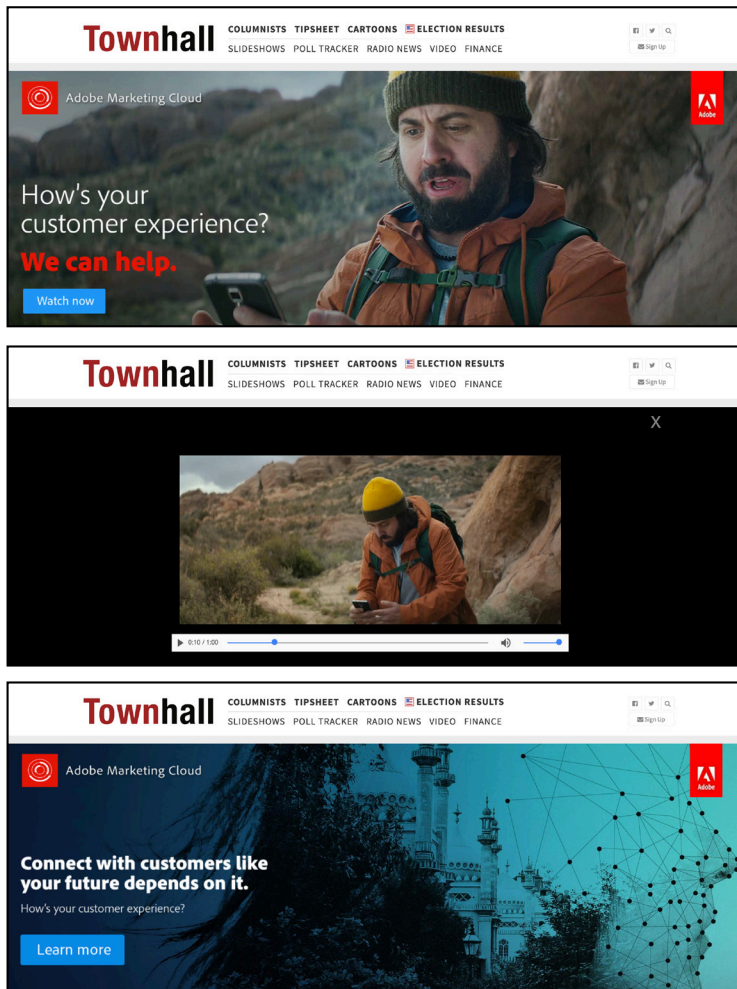 Townhall
COLUMNISTS TIPSHEET CARTOONS ELECTION RESULTS
SLIDESHOWS POLL TRACKER RADIO NEWS VIDEO FINANCE
Sign Up
Adobe Marketing Cloud
Adobe
How's your
customer experience?
We can help.
Watch now
Townhall
COLUMNISTS TIPSHEET CARTOONS ELECTION RESULTS
SLIDESHOWS POLL TRACKER RADIO NEWS VIDEO FINANCE
Sign Up
X
0:10 / 1:00
Townhall
COLUMNISTS TIPSHEET CARTOONS ELECTION RESULTS
SLIDESHOWS POLL TRACKER RADIO NEWS VIDEO FINANCE
Sign Up
Adobe Marketing Cloud
Adobe
Connect with customers like
your future depends on it.
How's your customer experience?
Learn more